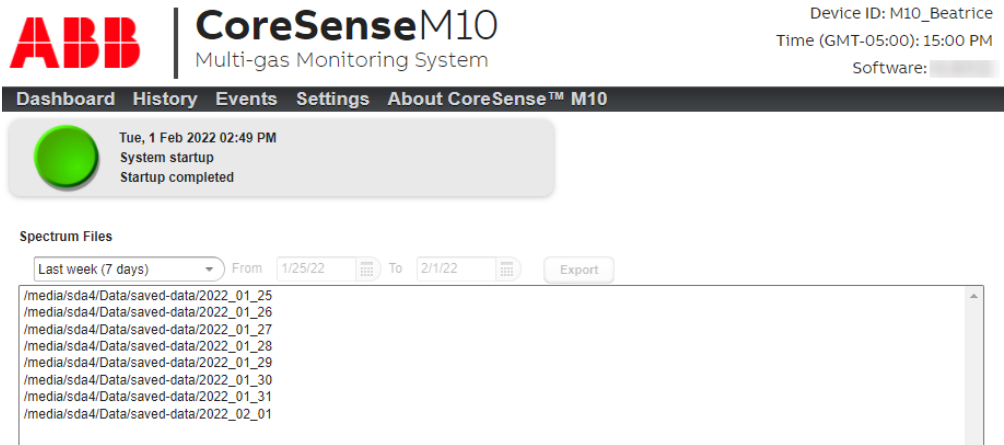 ABB
CoreSenseM10
Multi-gas Monitoring System
Device ID: M10_Beatrice
Time (GMT-05:00): 15:00 PM
Software:
Dashboard History Events Settings About CoreSense™ M10
Tue, 1 Feb 2022 02:49 PM
System startup
Startup completed
Spectrum Files
Last week (7 days) From 1/25/22 To 2/1/22 Export
/media/sda4/Data/saved-data/2022_01_25
/media/sda4/Data/saved-data/2022_01_26
/media/sda4/Data/saved-data/2022_01_27
/media/sda4/Data/saved-data/2022_01_28
/media/sda4/Data/saved-data/2022_01_29
/media/sda4/Data/saved-data/2022_01_30
/media/sda4/Data/saved-data/2022_01_31
/media/sda4/Data/saved-data/2022_02_01